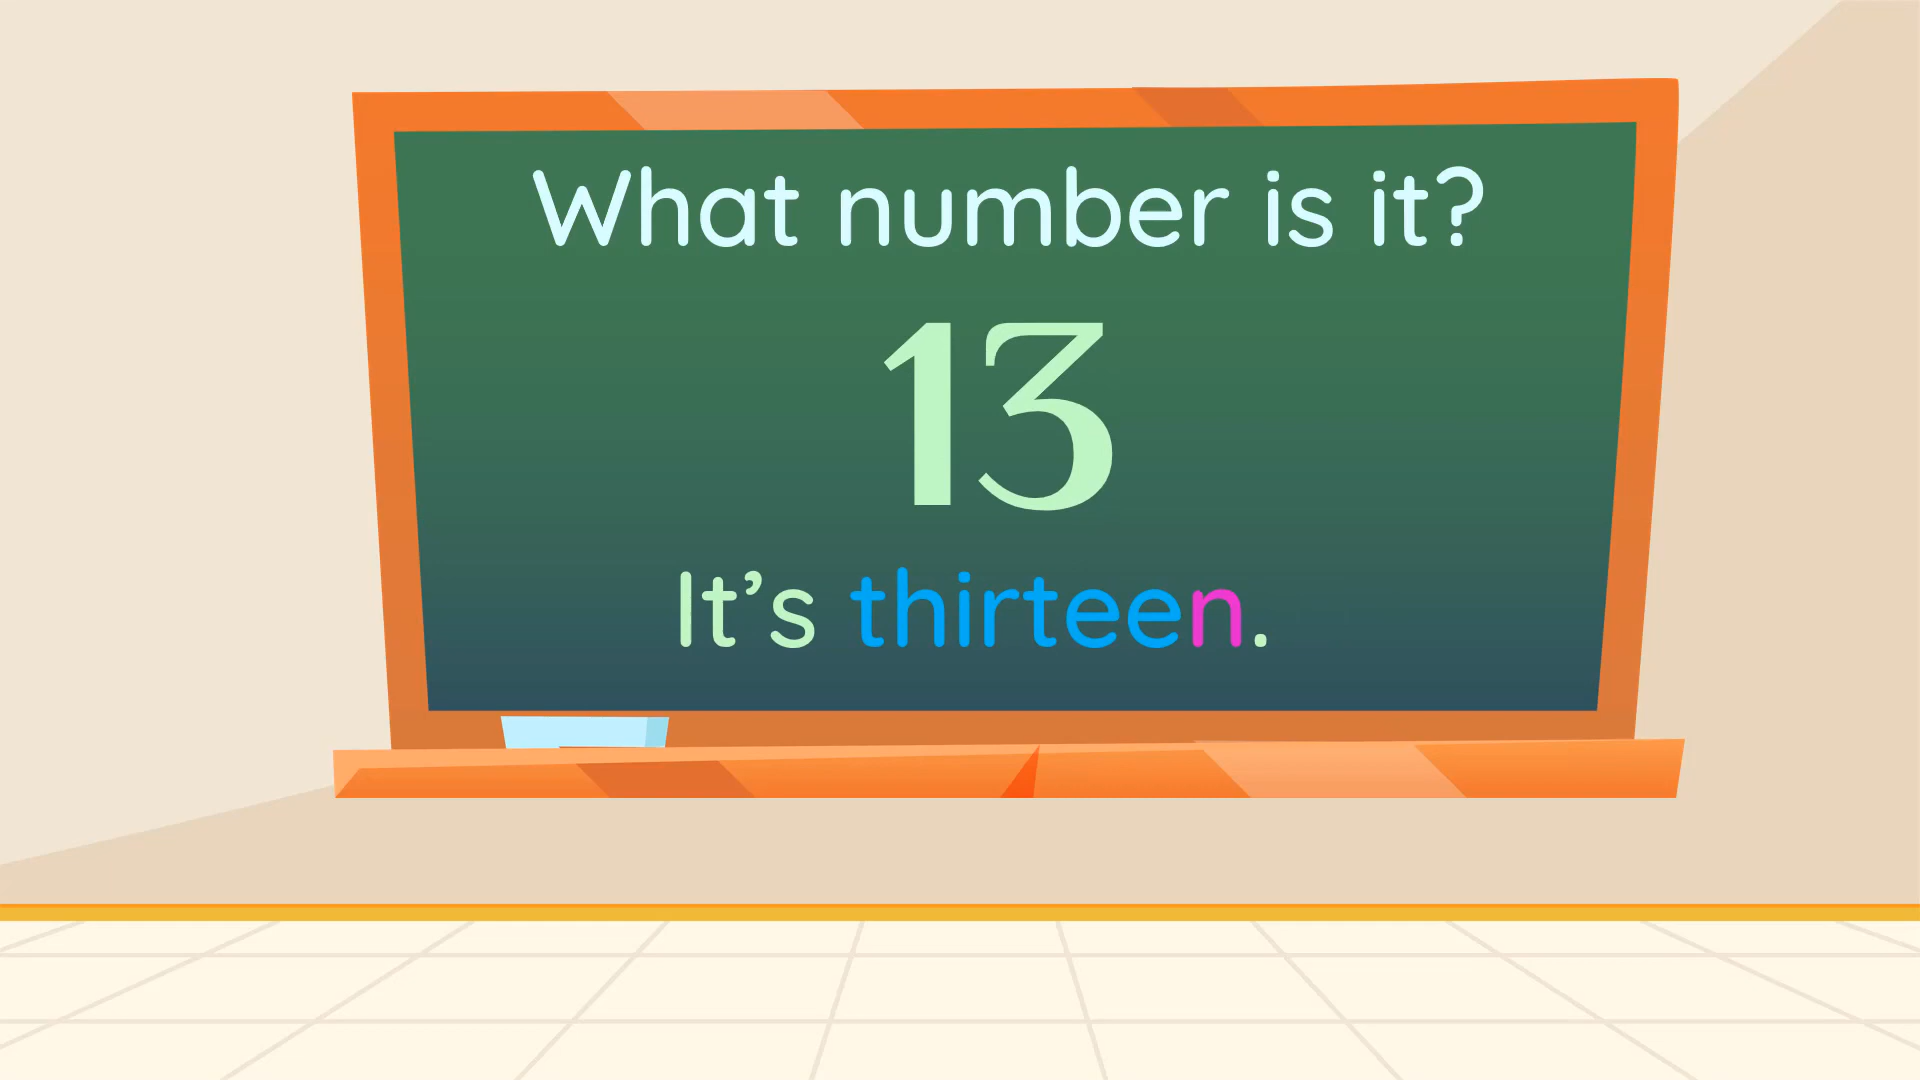 What number is it?
13
It’s thirteen.